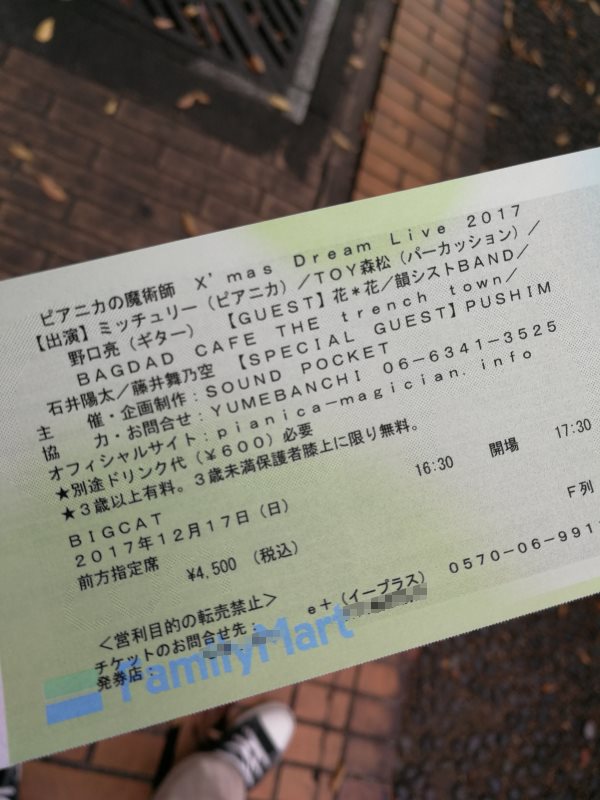 ピアニカの魔術師 X'mas Dream Live 2017
【出演】ミッチュリー（ピアニカ）／TOY森松（パーカッション）／
野口亮（ギター） 【GUEST】花＊花／韻シストBAND／
BAGDAD CAFE THE trench town／
石井陽太／藤井舞乃空 【SPECIAL GUEST】PUSHIM
主 催・企画制作：SOUND POCKET
協 力・お問合せ：YUMEBANCHI 06-6341-3525
オフィシャルサイト：pianica-magician.info
★別途ドリンク代（¥600）必要
★3歳以上有料。3歳未満保護者膝上に限り無料。
BIGCAT 16:30 開場 17:30
2017年12月17日（日）
前方指定席 ¥4,500（税込） F列
＜営利目的の転売禁止＞
チケットのお問合せ先： e＋（イープラス） 0570-06-991
発券店：
FamilyMart